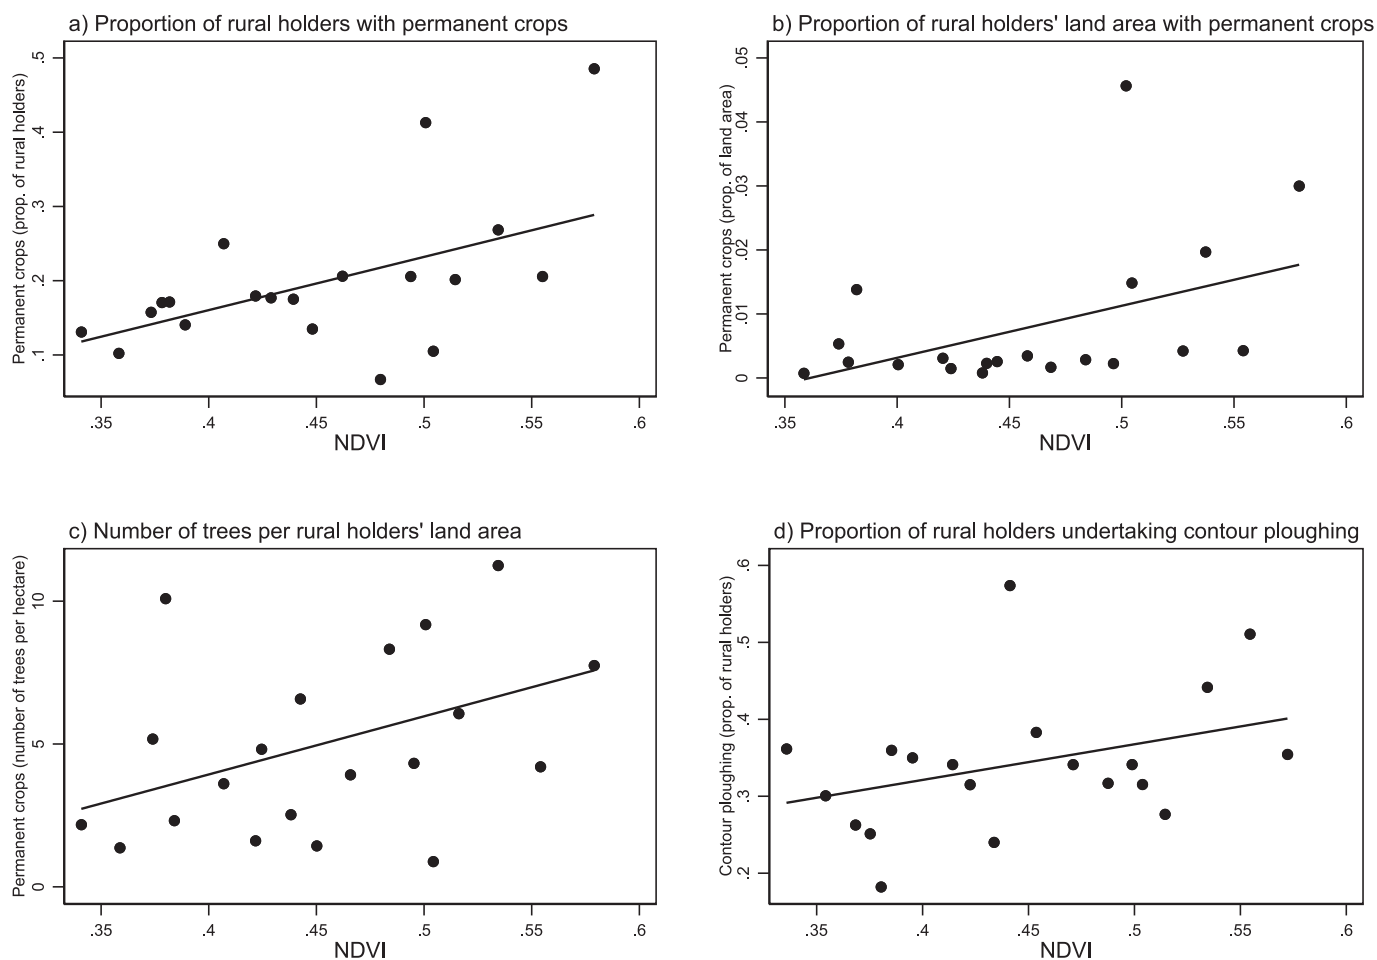 a) Proportion of rural holders with permanent crops
Permanent crops (prop. of rural holders)
.5
.4
.3
.2
.1
.35 .4 .45 .5 .55 .6
NDVI
b) Proportion of rural holders' land area with permanent crops
Permanent crops (prop. of land area)
.05
.04
.03
.02
.01
0
.35 .4 .45 .5 .55 .6
NDVI
c) Number of trees per rural holders' land area
Permanent crops (number of trees per hectare)
10
5
0
.35 .4 .45 .5 .55 .6
NDVI
d) Proportion of rural holders undertaking contour ploughing
Contour ploughing (prop. of rural holders)
.6
.5
.4
.3
.2
.35 .4 .45 .5 .55 .6
NDVI